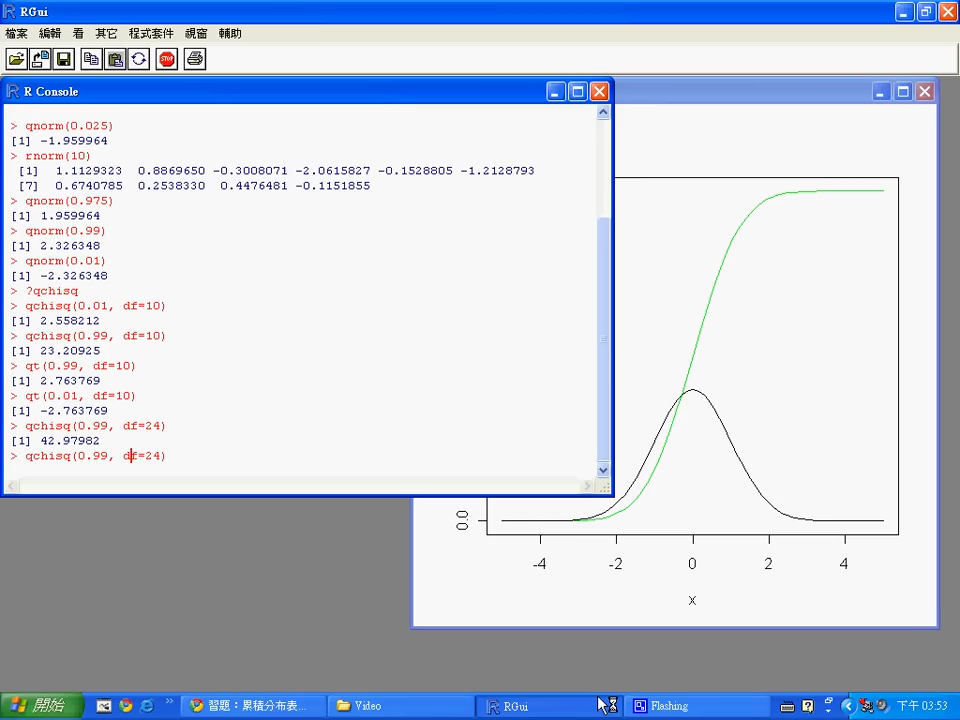 RGui
檔案 編輯 看 其它 程式套件 視窗 輔助
STOP
R Console
> qnorm(0.025)
[1] -1.959964
> rnorm(10)
[1] 1.1129323 0.8869650 -0.3008071 -2.0615827 -0.1528805 -1.2128793
[7] 0.6740785 0.2538330 0.4476481 -0.1151855
> qnorm(0.975)
[1] 1.959964
> qnorm(0.99)
[1] 2.326348
> qnorm(0.01)
[1] -2.326348
> ?qchisq
> qchisq(0.01, df=10)
[1] 2.558212
> qchisq(0.99, df=10)
[1] 23.20925
> qt(0.99, df=10)
[1] 2.763769
> qt(0.01, df=10)
[1] -2.763769
> qchisq(0.99, df=24)
[1] 42.97982
> qchisq(0.99, df=24)
0.0
-4 -2 0 2 4
x
開始 習題：累積分布表... Video RGui Flashing 下午 03:53